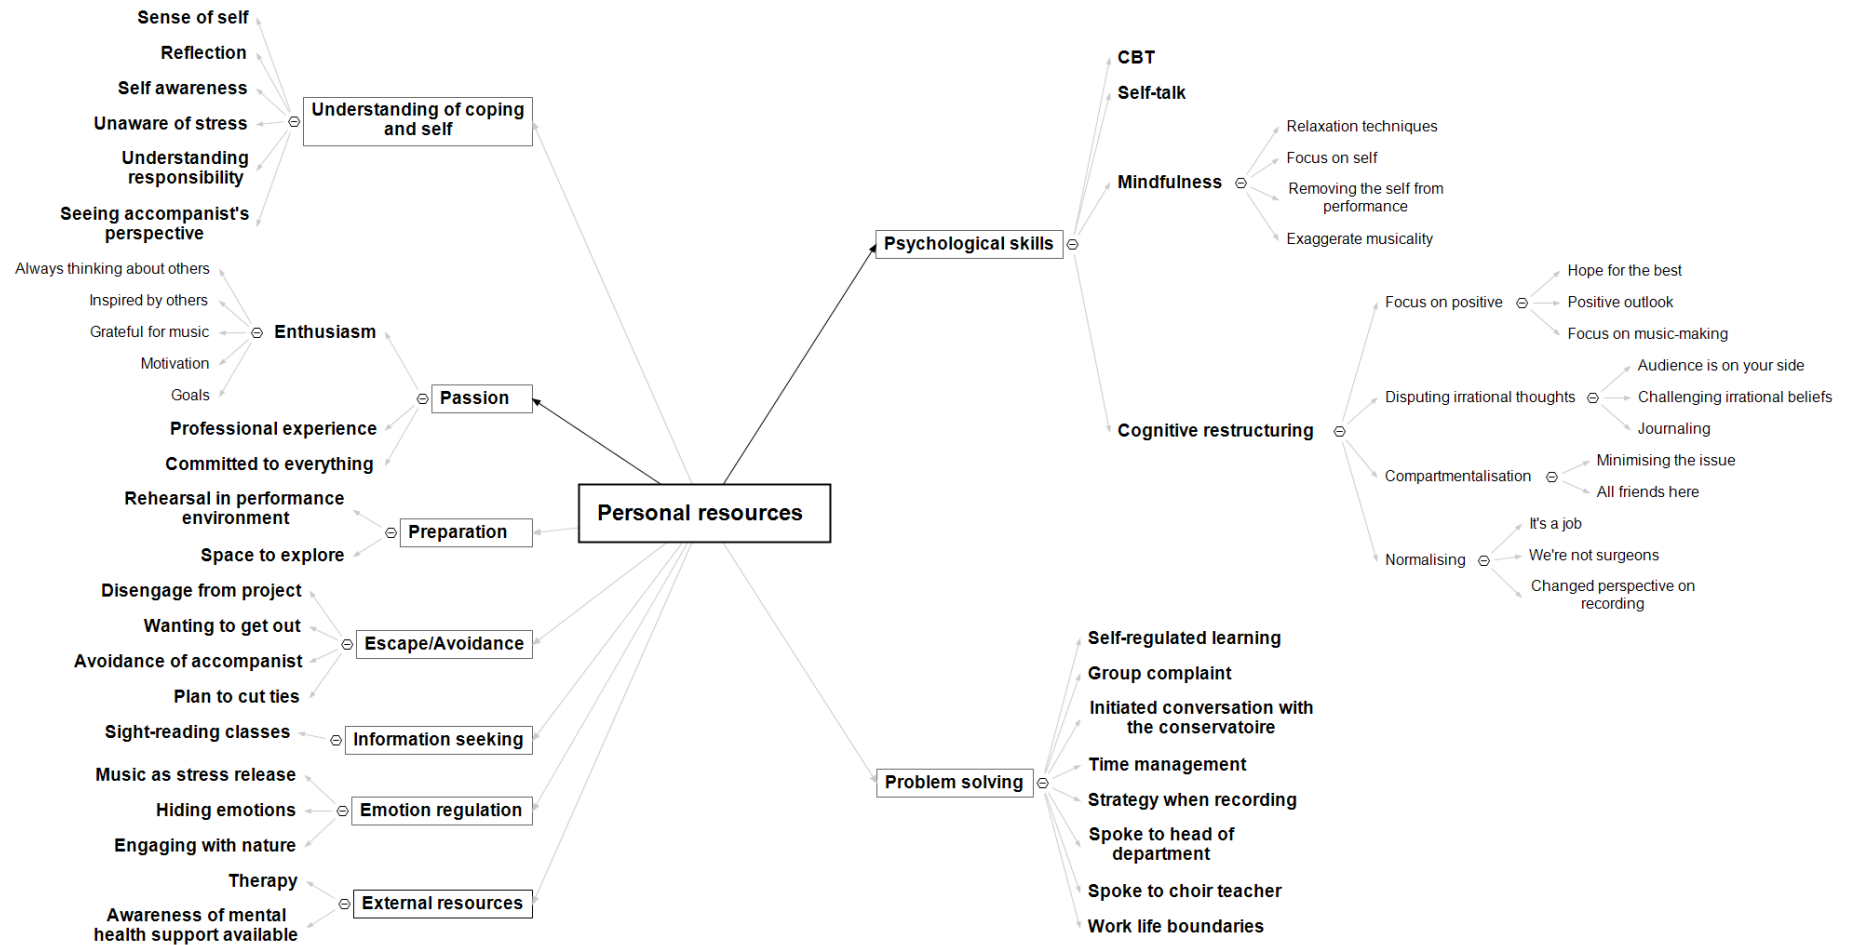 Sense of self
Reflection
Self awareness
Unaware of stress
Understanding
responsibility
Seeing accompanist's
perspective
Understanding of coping
and self
Always thinking about others
Inspired by others
Grateful for music
Motivation
Goals
Enthusiasm
Professional experience
Committed to everything
Passion
Rehearsal in performance
environment
Space to explore
Preparation
Disengage from project
Wanting to get out
Avoidance of accompanist
Plan to cut ties
Escape/Avoidance
Sight-reading classes
Information seeking
Music as stress release
Hiding emotions
Engaging with nature
Emotion regulation
Therapy
Awareness of mental
health support available
External resources
Personal resources
Psychological skills
CBT
Self-talk
Mindfulness
Relaxation techniques
Focus on self
Removing the self from
performance
Exaggerate musicality
Cognitive restructuring
Focus on positive
Hope for the best
Positive outlook
Focus on music-making
Disputing irrational thoughts
Audience is on your side
Challenging irrational beliefs
Journaling
Compartmentalisation
Minimising the issue
All friends here
Normalising
It's a job
We're not surgeons
Changed perspective on
recording
Problem solving
Self-regulated learning
Group complaint
Initiated conversation with
the conservatoire
Time management
Strategy when recording
Spoke to head of
department
Spoke to choir teacher
Work life boundaries